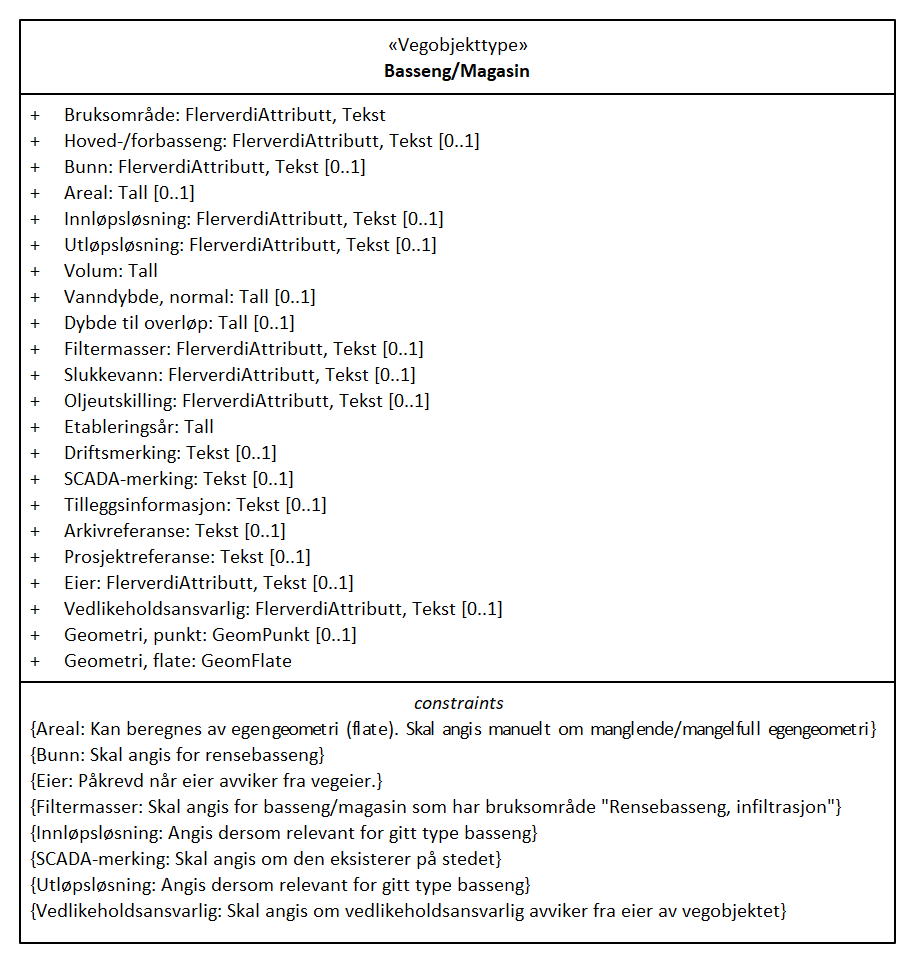 «Vegobjekttype»
Basseng/Magasin
+ Bruksområde: FlerverdiAttributt, Tekst
+ Hoved-/forbasseng: FlerverdiAttributt, Tekst [0..1]
+ Bunn: FlerverdiAttributt, Tekst [0..1]
+ Areal: Tall [0..1]
+ Innløpsløsning: FlerverdiAttributt, Tekst [0..1]
+ Utløpsløsning: FlerverdiAttributt, Tekst [0..1]
+ Volum: Tall
+ Vanndybde, normal: Tall [0..1]
+ Dybde til overløp: Tall [0..1]
+ Filtermasser: FlerverdiAttributt, Tekst [0..1]
+ Slukkevann: FlerverdiAttributt, Tekst [0..1]
+ Oljeutskilling: FlerverdiAttributt, Tekst [0..1]
+ Etableringsår: Tall
+ Driftsmerking: Tekst [0..1]
+ SCADA-merking: Tekst [0..1]
+ Tilleggsinformasjon: Tekst [0..1]
+ Arkivreferanse: Tekst [0..1]
+ Prosjektreferanse: Tekst [0..1]
+ Eier: FlerverdiAttributt, Tekst [0..1]
+ Vedlikeholdsansvarlig: FlerverdiAttributt, Tekst [0..1]
+ Geometri, punkt: GeomPunkt [0..1]
+ Geometri, flate: GeomFlate
constraints
{Areal: Kan beregnes av egengeometri (flate). Skal angis manuelt om manglende/mangelfull egengeometri}
{Bunn: Skal angis for rensebasseng}
{Eier: Påkrevd når eier avviker fra vegeier.}
{Filtermasser: Skal angis for basseng/magasin som har bruksområde "Rensebasseng, infiltrasjon"}
{Innløpsløsning: Angis dersom relevant for gitt type basseng}
{SCADA-merking: Skal angis om den eksisterer på stedet}
{Utløpsløsning: Angis dersom relevant for gitt type basseng}
{Vedlikeholdsansvarlig: Skal angis om vedlikeholdsansvarlig avviker fra eier av vegobjektet}